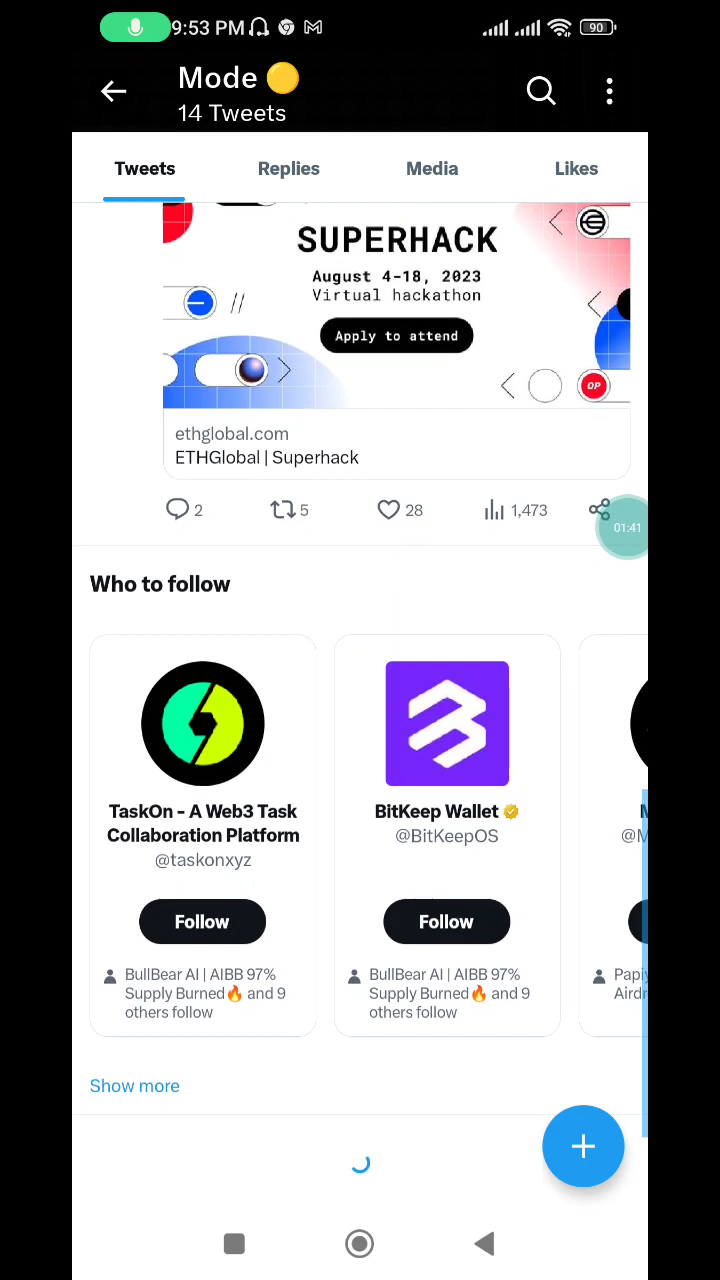 9:53 PM
90
Mode
14 Tweets
Tweets Replies Media Likes
SUPERHACK
August 4-18, 2023
Virtual hackathon
Apply to attend
OP
ethglobal.com
ETHGlobal | Superhack
2 5 28 1,473
01:41
Who to follow
TaskOn - A Web3 Task
Collaboration Platform
@taskonxyz
Follow
BullBear AI | AIBB 97%
Supply Burned🔥 and 9
others follow
BitKeep Wallet
@BitKeepOS
Follow
BullBear AI | AIBB 97%
Supply Burned🔥 and 9
others follow
Show more